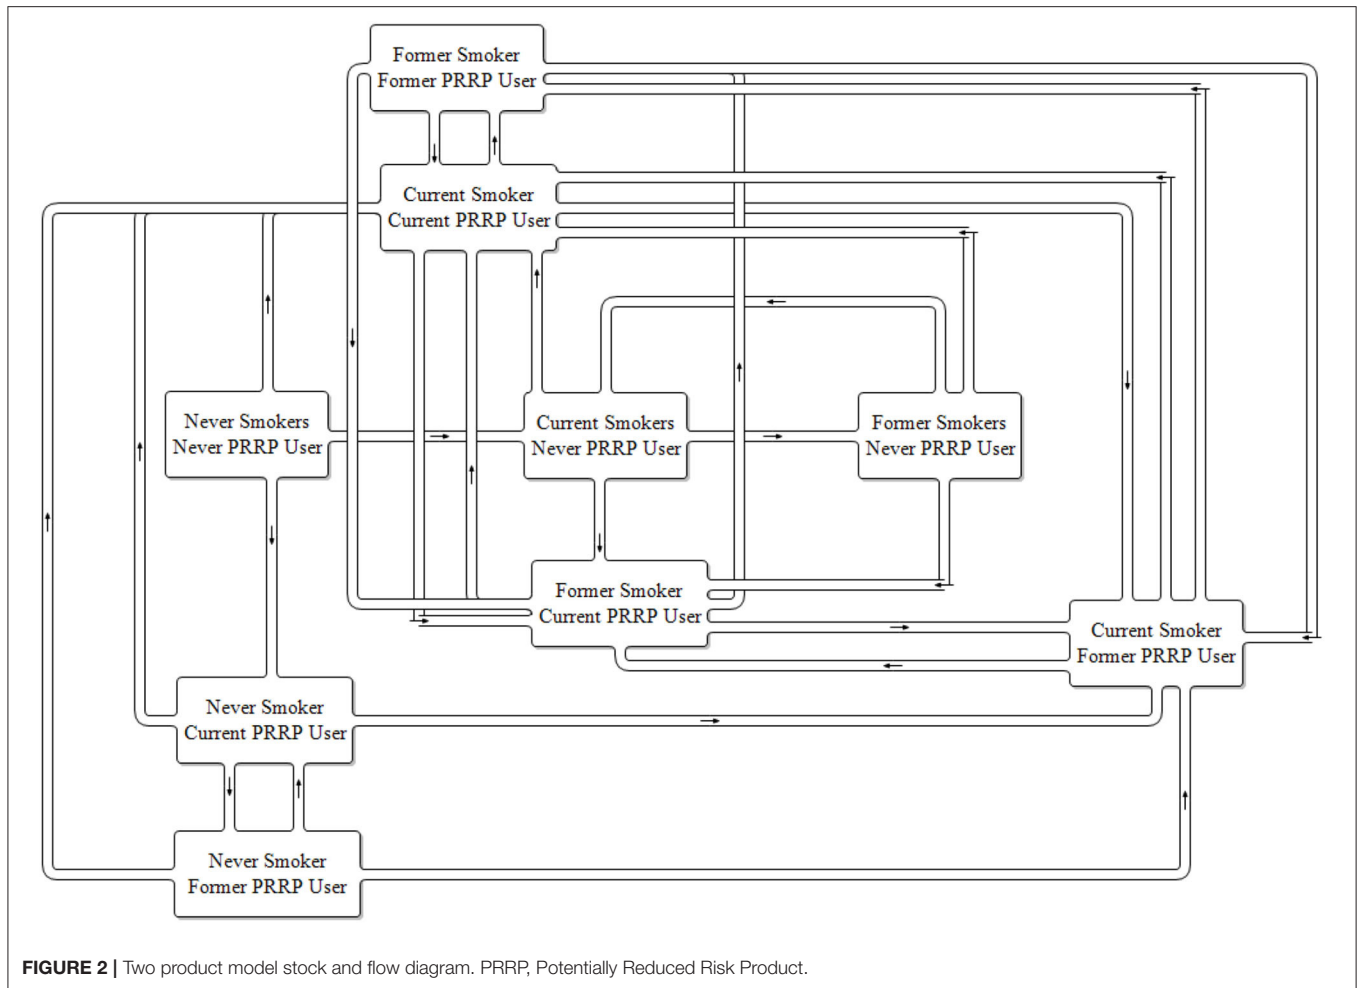 Former Smoker
Former PRRP User
Current Smoker
Current PRRP User
Never Smokers
Never PRRP User
Current Smokers
Never PRRP User
Former Smokers
Never PRRP User
Former Smoker
Current PRRP User
Current Smoker
Former PRRP User
Never Smoker
Current PRRP User
Never Smoker
Former PRRP User
FIGURE 2 | Two product model stock and flow diagram. PRRP, Potentially Reduced Risk Product.